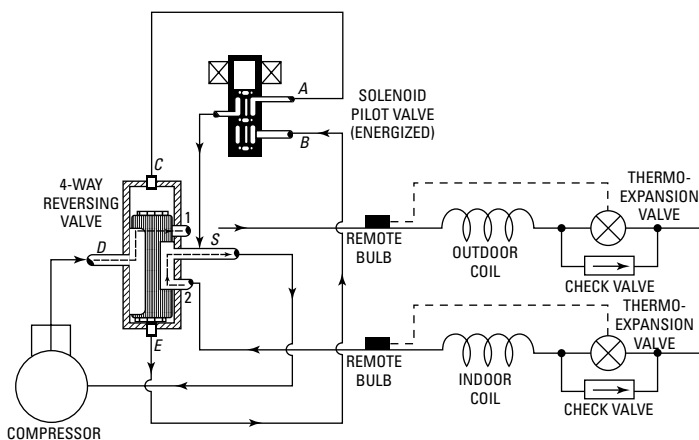 A
SOLENOID
PILOT VALVE
(ENERGIZED)
B
C
4-WAY
REVERSING
VALVE
1
S
D
2
E
COMPRESSOR
REMOTE
BULB
OUTDOOR
COIL
THERMO-
EXPANSION
VALVE
CHECK VALVE
REMOTE
BULB
INDOOR
COIL
THERMO-
EXPANSION
VALVE
CHECK VALVE